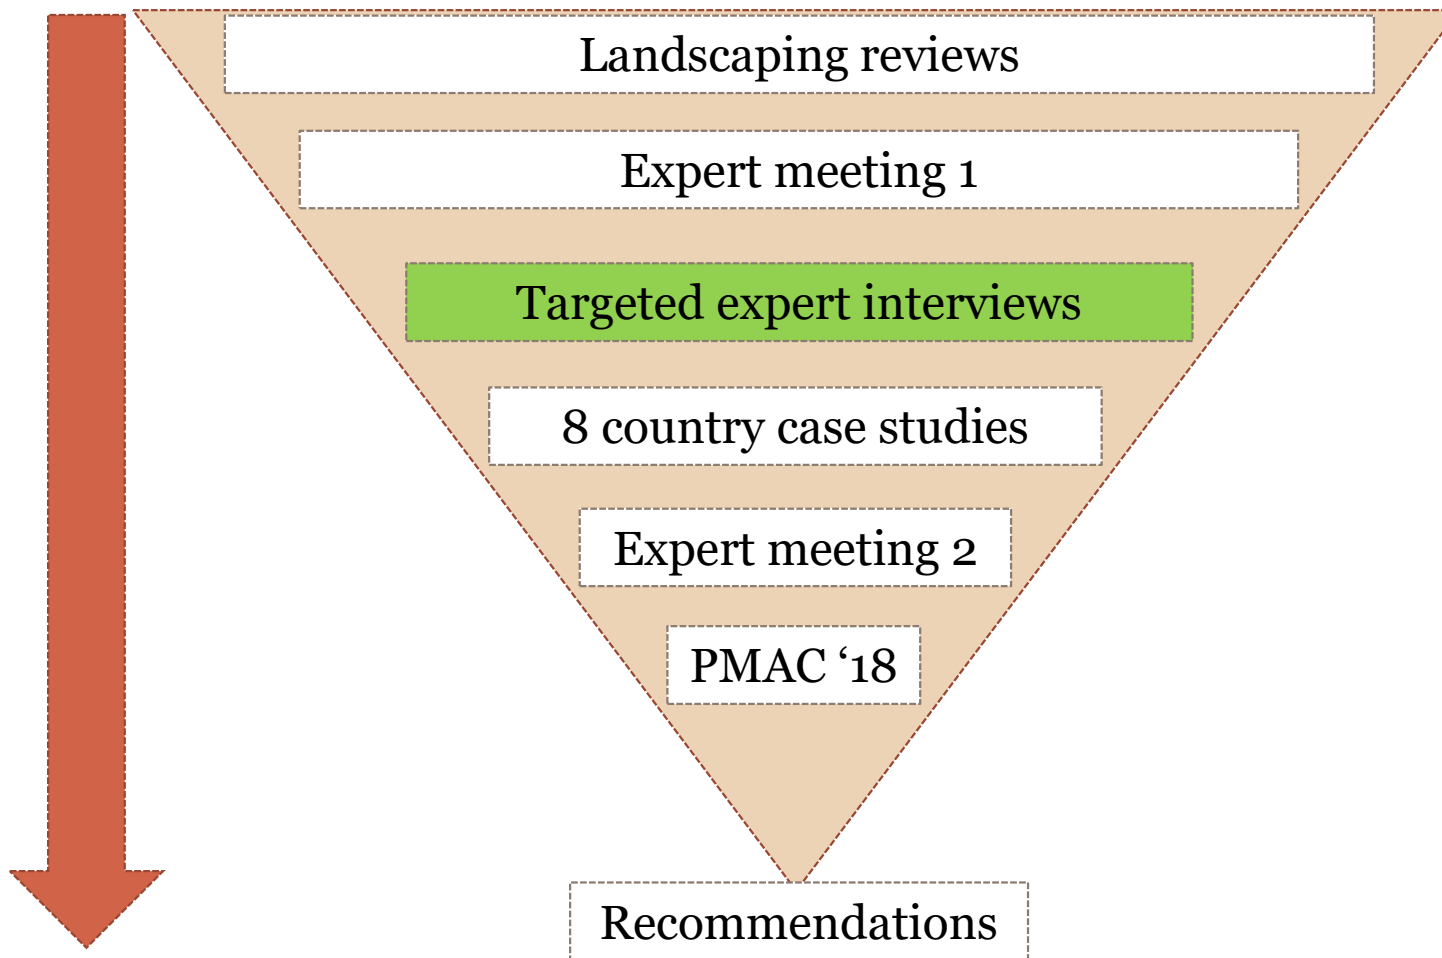 Landscaping reviews
Expert meeting 1
Targeted expert interviews
8 country case studies
Expert meeting 2
PMAC ‘18
Recommendations